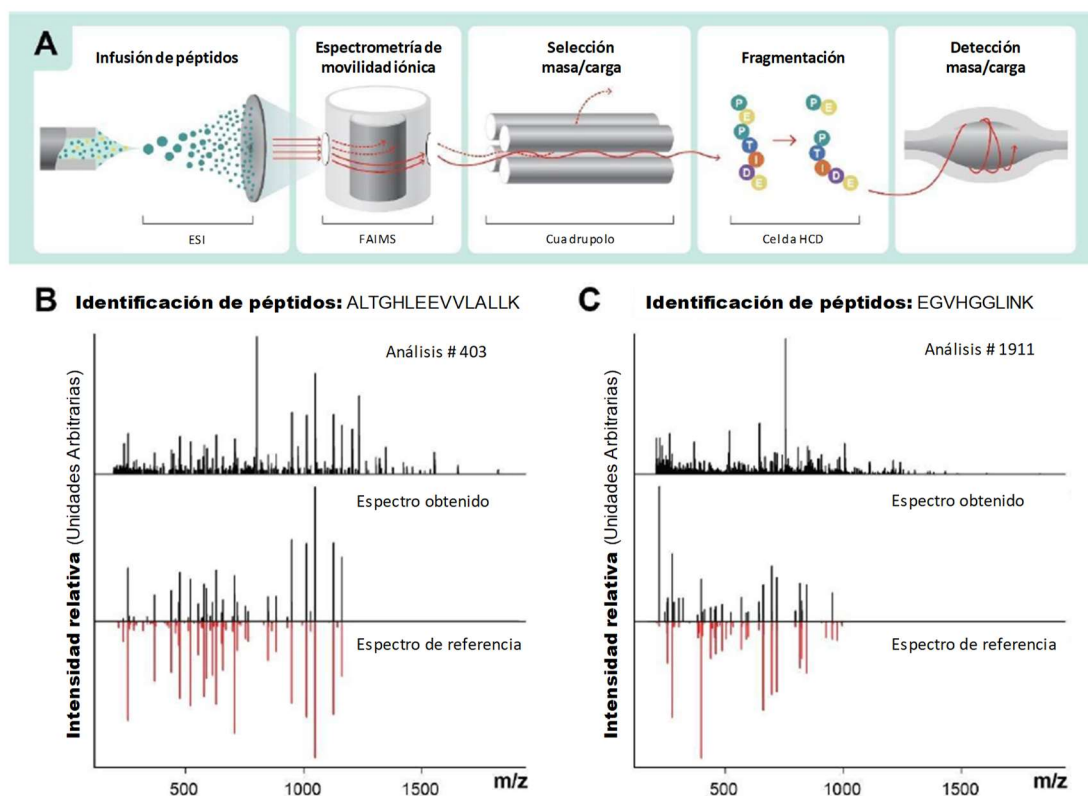 A
Infusión de péptidos
Espectrometría de
movilidad iónica
Selección
masa/carga
Fragmentación
Detección
masa/carga
P
E
P
T
I
D
E
P
E
P
T
I
D
E
ESI
FAIMS
Cuadrupolo
Celda HCD
B
Identificación de péptidos: ALTGHLEEVVLALLK
Análisis # 403
Espectro obtenido
Espectro de referencia
Intensidad relativa (Unidades Arbitrarias)
500
1000
1500
m/z
C
Identificación de péptidos: EGVHGGLINK
Análisis # 1911
Espectro obtenido
Espectro de referencia
Intensidad relativa (Unidades Arbitrarias)
500
1000
1500
m/z